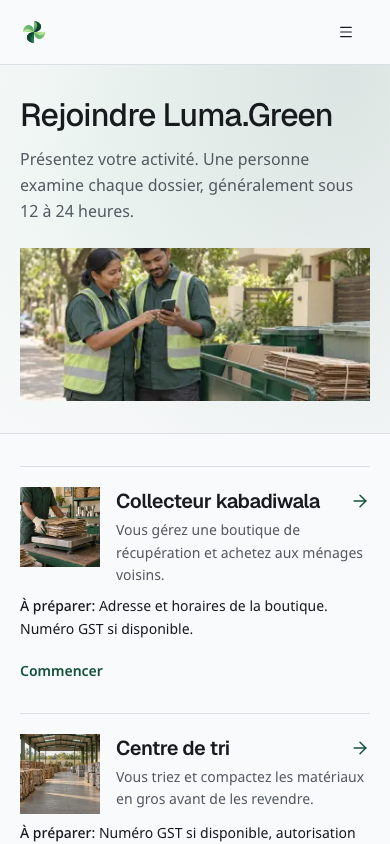 Rejoindre Luma.Green
Présentez votre activité. Une personne
examine chaque dossier, généralement sous
12 à 24 heures.
Collecteur kabadiwala
Vous gérez une boutique de
récupération et achetez aux ménages
voisins.
À préparer: Adresse et horaires de la boutique.
Numéro GST si disponible.
Commencer
Centre de tri
Vous triez et compactez les matériaux
en gros avant de les revendre.
À préparer: Numéro GST si disponible, autorisation